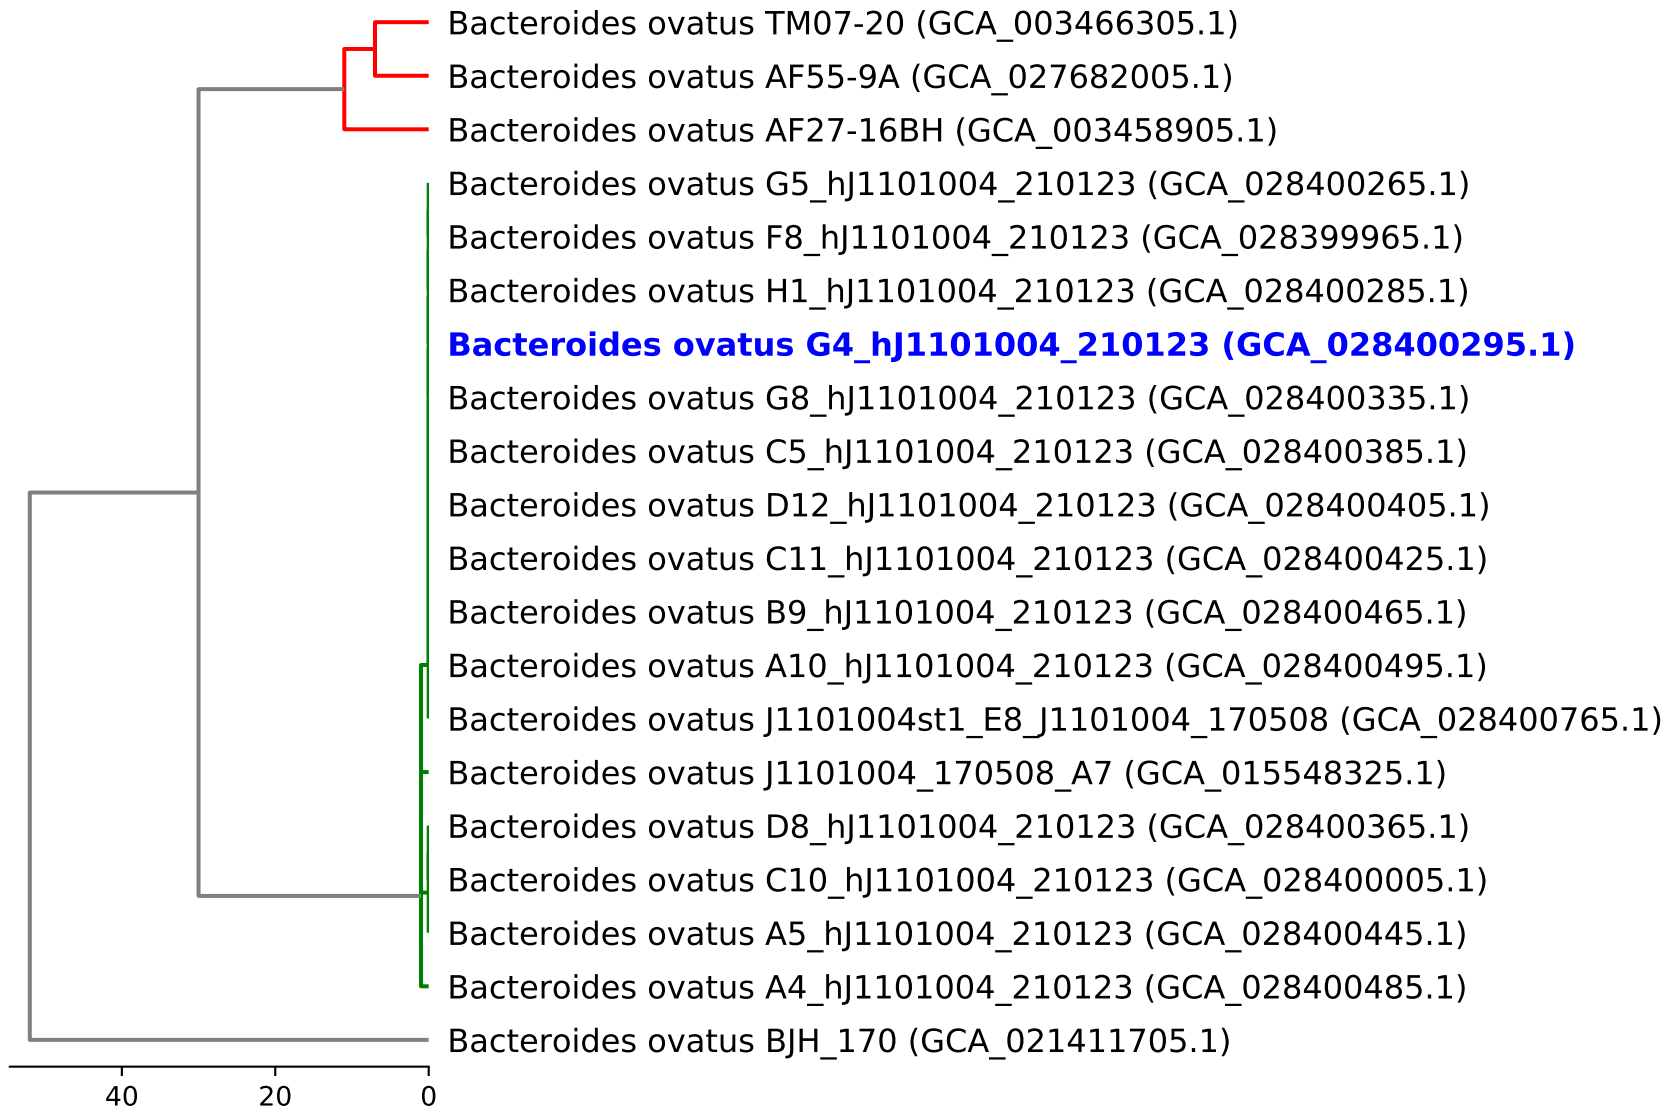 Bacteroides ovatus TM07-20 (GCA_003466305.1)
Bacteroides ovatus AF55-9A (GCA_027682005.1)
Bacteroides ovatus AF27-16BH (GCA_003458905.1)
Bacteroides ovatus G5_hJ1101004_210123 (GCA_028400265.1)
Bacteroides ovatus F8_hJ1101004_210123 (GCA_028399965.1)
Bacteroides ovatus H1_hJ1101004_210123 (GCA_028400285.1)
Bacteroides ovatus G4_hJ1101004_210123 (GCA_028400295.1)
Bacteroides ovatus G8_hJ1101004_210123 (GCA_028400335.1)
Bacteroides ovatus C5_hJ1101004_210123 (GCA_028400385.1)
Bacteroides ovatus D12_hJ1101004_210123 (GCA_028400405.1)
Bacteroides ovatus C11_hJ1101004_210123 (GCA_028400425.1)
Bacteroides ovatus B9_hJ1101004_210123 (GCA_028400465.1)
Bacteroides ovatus A10_hJ1101004_210123 (GCA_028400495.1)
Bacteroides ovatus J1101004st1_E8_J1101004_170508 (GCA_028400765.1)
Bacteroides ovatus J1101004_170508_A7 (GCA_015548325.1)
Bacteroides ovatus D8_hJ1101004_210123 (GCA_028400365.1)
Bacteroides ovatus C10_hJ1101004_210123 (GCA_028400005.1)
Bacteroides ovatus A5_hJ1101004_210123 (GCA_028400445.1)
Bacteroides ovatus A4_hJ1101004_210123 (GCA_028400485.1)
Bacteroides ovatus BJH_170 (GCA_021411705.1)
40 20 0